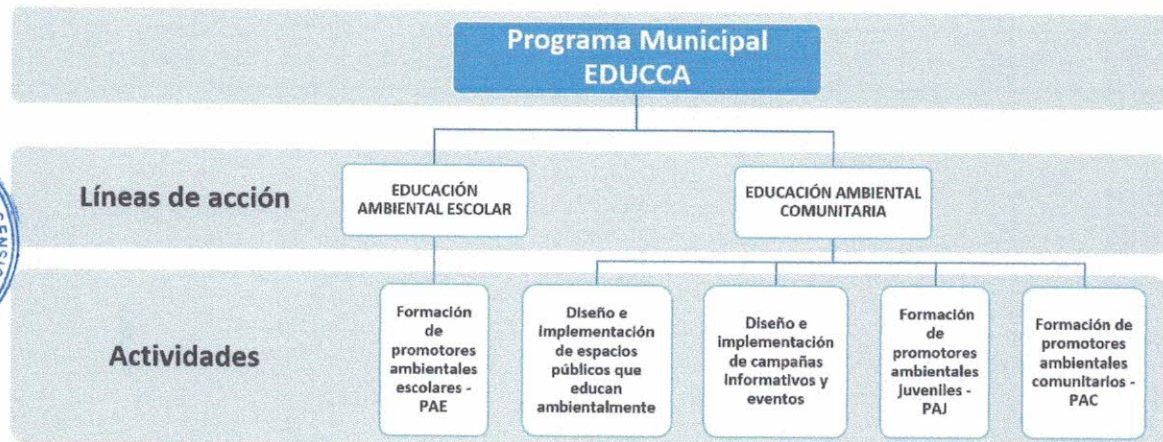 Programa Municipal
EDUCCA
Líneas de acción
EDUCACIÓN
AMBIENTAL ESCOLAR
EDUCACIÓN AMBIENTAL
COMUNITARIA
Actividades
Formación
de
promotores
ambientales
escolares -
PAE
Diseño e
implementación
de espacios
públicos que
educan
ambientalmente
Diseño e
implementación
de campañas
informativos y
eventos
Formación
de
promotores
ambientales
juveniles -
PAJ
Formación de
promotores
ambientales
comunitarios -
PAC